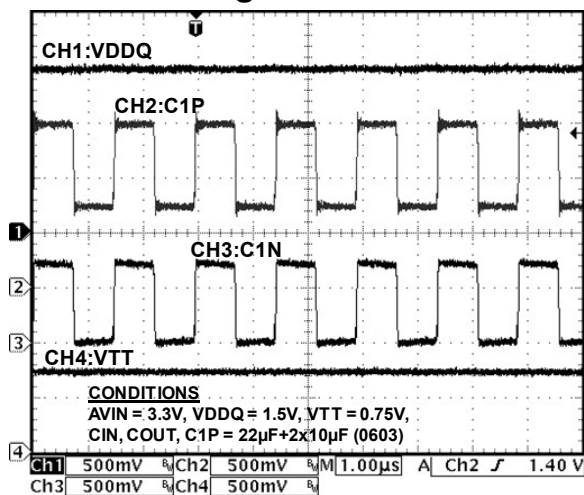 T
CH1:VDDQ
CH2:C1P
1
CH3:C1N
2
3
CH4:VTT
CONDITIONS
AVIN = 3.3V, VDDQ = 1.5V, VTT = 0.75V,
CIN, COUT, C1P = 22µF+2x10µF (0603)
4
Ch1 500mV Ch2 500mV M 1.00µs A Ch2 1.40 V
Ch3 500mV Ch4 500mV